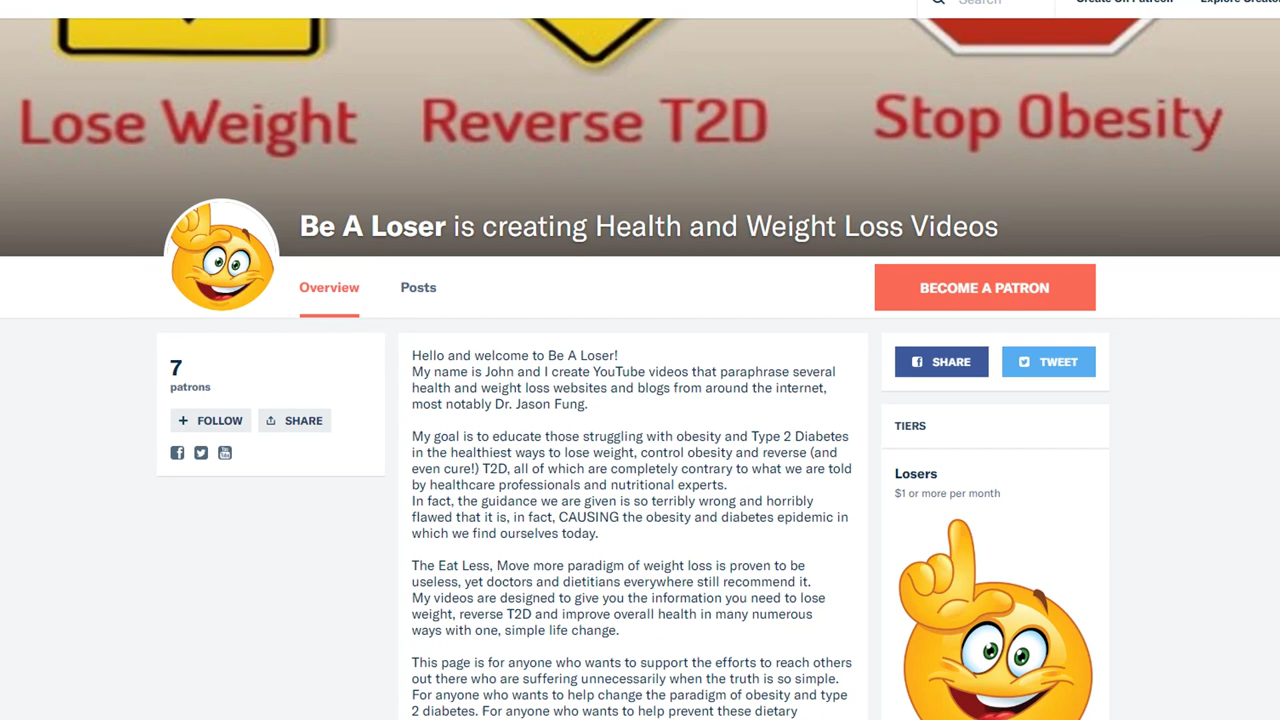 Search
Create On Patreon
Lose Weight
Reverse T2D
Stop Obesity
Be A Loser is creating Health and Weight Loss Videos
Overview
Posts
BECOME A PATRON
7
patrons
+ FOLLOW
SHARE
Hello and welcome to Be A Loser!
My name is John and I create YouTube videos that paraphrase several
health and weight loss websites and blogs from around the internet,
most notably Dr. Jason Fung.
My goal is to educate those struggling with obesity and Type 2 Diabetes
in the healthiest ways to lose weight, control obesity and reverse (and
even cure!) T2D, all of which are completely contrary to what we are told
by healthcare professionals and nutritional experts.
In fact, the guidance we are given is so terribly wrong and horribly
flawed that it is, in fact, CAUSING the obesity and diabetes epidemic in
which we find ourselves today.
The Eat Less, Move more paradigm of weight loss is proven to be
useless, yet doctors and dietitians everywhere still recommend it.
My videos are designed to give you the information you need to lose
weight, reverse T2D and improve overall health in many numerous
ways with one, simple life change.
This page is for anyone who wants to support the efforts to reach others
out there who are suffering unnecessarily when the truth is so simple.
For anyone who wants to help change the paradigm of obesity and type
2 diabetes. For anyone who wants to help prevent these dietary
SHARE
TWEET
TIERS
Losers
$1 or more per month